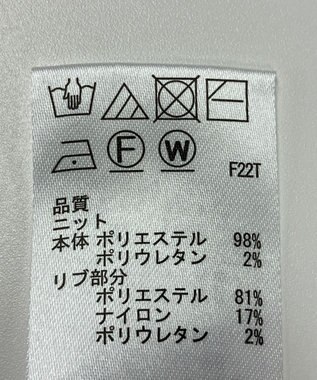 F W
F22T
品質
ニット
本体 ポリエステル 98%
ポリウレタン 2%
リブ部分
ポリエステル 81%
ナイロン 17%
ポリウレタン 2%